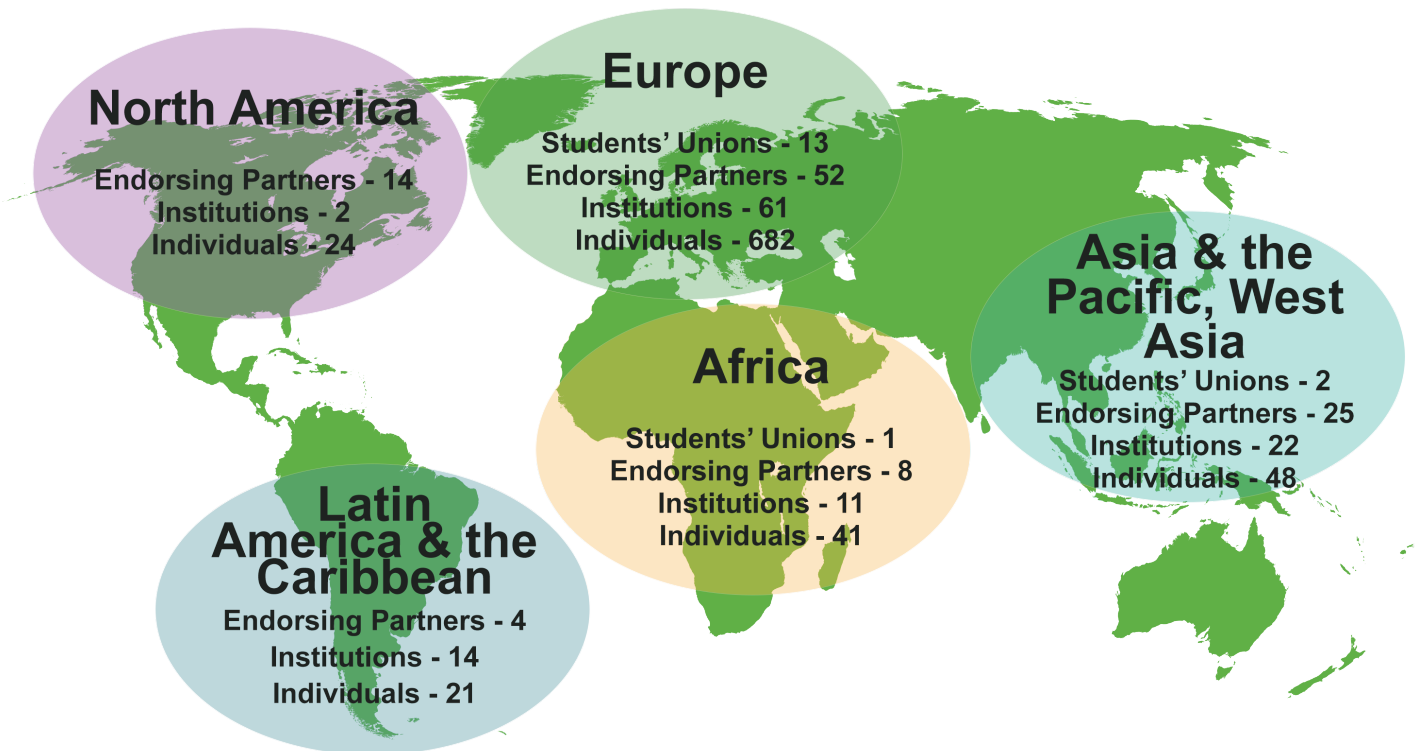 North America
Endorsing Partners - 14
Institutions - 2
Individuals - 24
Europe
Students’ Unions - 13
Endorsing Partners - 52
Institutions - 61
Individuals - 682
Asia & the
Pacific, West
Asia
Students’ Unions - 2
Endorsing Partners - 25
Institutions - 22
Individuals - 48
Africa
Students’ Unions - 1
Endorsing Partners - 8
Institutions - 11
Individuals - 41
Latin
America & the
Caribbean
Endorsing Partners - 4
Institutions - 14
Individuals - 21